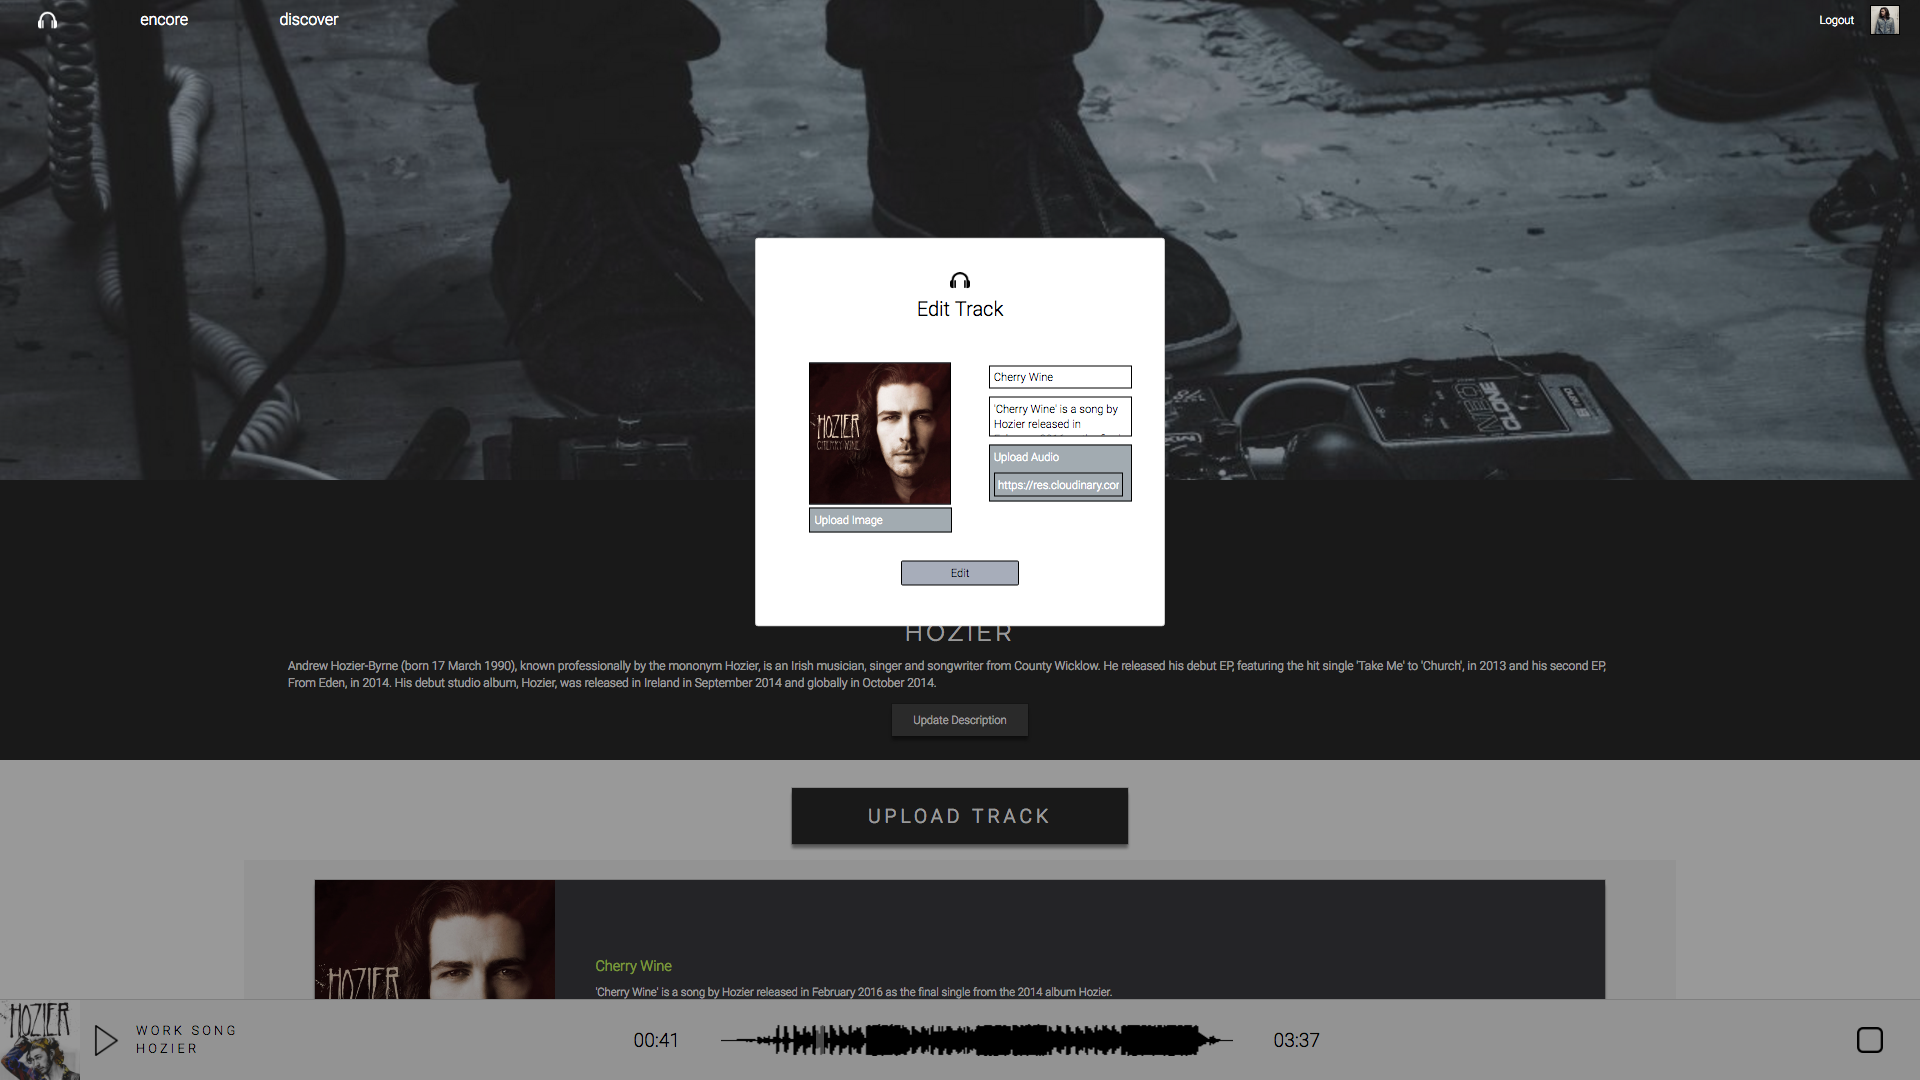 encore
discover
Logout
Edit Track
HOZIER
CHERRY WINE
Cherry Wine
'Cherry Wine' is a song by
Hozier released in
Upload Audio
https://res.cloudinary.cor
Upload Image
Edit
NEO
CLONE
HOZIER
Andrew Hozier-Byrne (born 17 March 1990), known professionally by the mononym Hozier, is an Irish musician, singer and songwriter from County Wicklow. He released his debut EP, featuring the hit single 'Take Me' to 'Church', in 2013 and his second EP,
From Eden, in 2014. His debut studio album, Hozier, was released in Ireland in September 2014 and globally in October 2014.
Update Description
UPLOAD TRACK
HOZIER
Cherry Wine
'Cherry Wine' is a song by Hozier released in February 2016 as the final single from the 2014 album Hozier.
HOZIER
WORK SONG
HOZIER
00:41
03:37